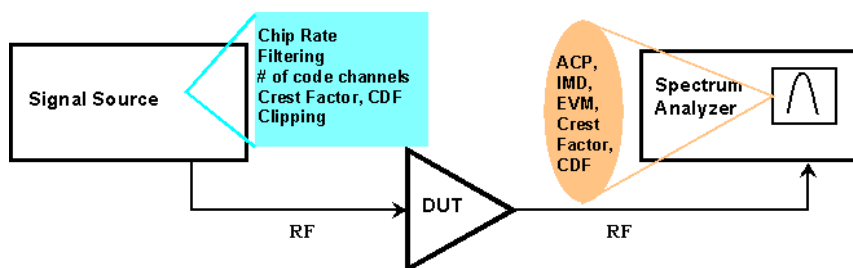 Signal Source
Chip Rate
Filtering
# of code channels
Crest Factor, CDF
Clipping
ACP,
IMD,
EVM,
Crest
Factor,
CDF
Spectrum
Analyzer
DUT
RF
RF